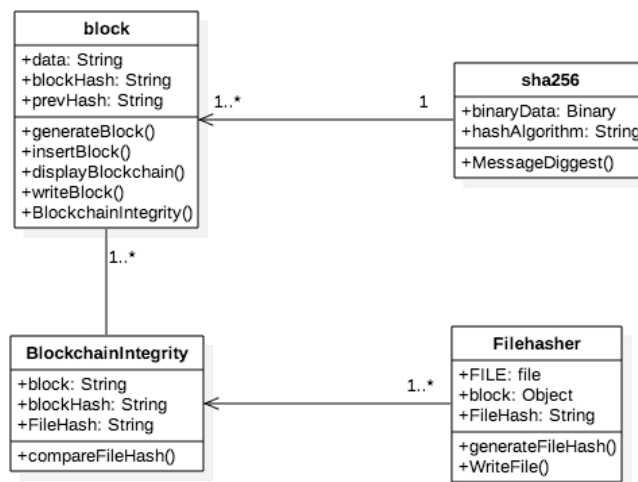 block
+data: String
+blockHash: String
+prevHash: String
+generateBlock()
+insertBlock()
+displayBlockchain()
+writeBlock()
+BlockchainIntegrity()
1..*
1
sha256
+binaryData: Binary
+hashAlgorithm: String
+MessageDiggest()
1..*
BlockchainIntegrity
+block: String
+blockHash: String
+FileHash: String
+compareFileHash()
1..*
Filehasher
+FILE: file
+block: Object
+FileHash: String
+generateFileHash()
+WriteFile()